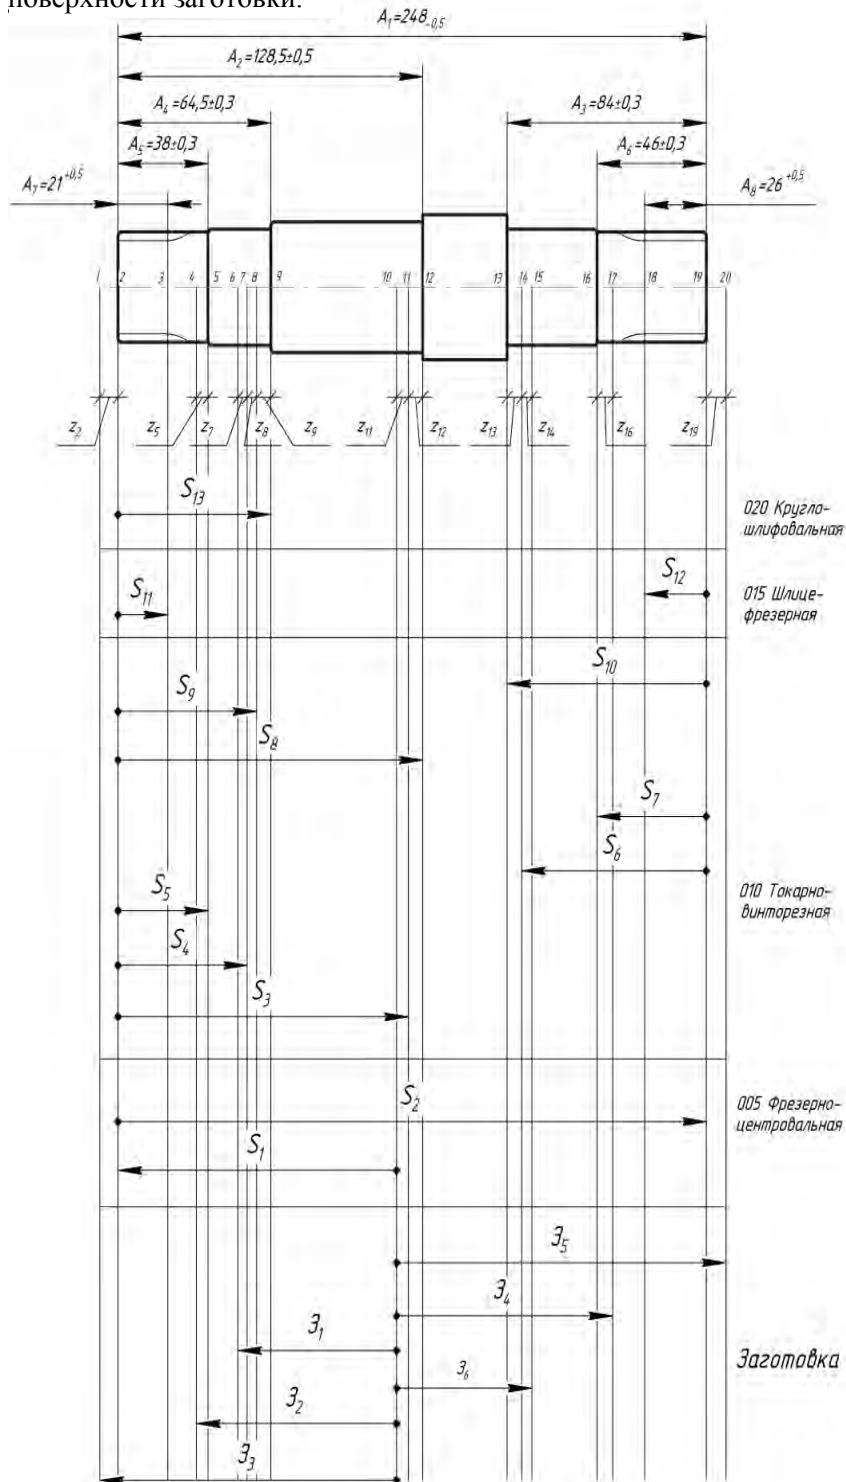 поверхности заготовки.
A₁=248₋₀,₅
A₂=128,5±0,5
A₄=64,5±0,3
A₃=84±0,3
A₅=38±0,3
A₆=46±0,3
A₇=21⁺⁰,⁵
A₈=26⁺⁰,⁵
1 2 3 4 5 6 7 8 9 10 11 12 13 14 15 16 17 18 19 20
z₂ z₅ z₇ z₈ z₉ z₁₁ z₁₂ z₁₃ z₁₄ z₁₆ z₁₉
S₁₃
020 Кругло-
шлифовальная
S₁₂
S₁₁
015 Шлице-
фрезерная
S₁₀
S₉
S₈
S₇
S₆
S₅
010 Токарно-
винторезная
S₄
S₃
S₂
005 Фрезерно-
центровальная
S₁
З₅
З₄
З₁
Заготовка
З₆
З₂
З₃